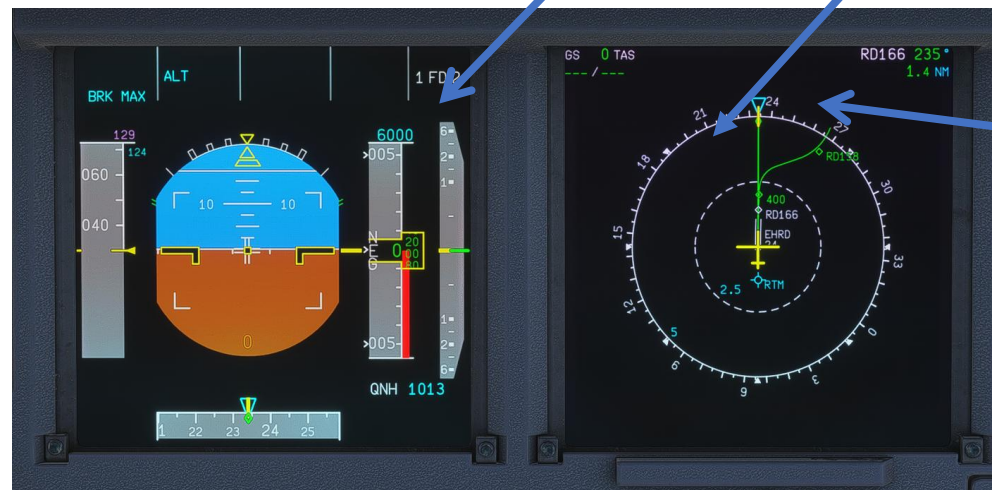 ALT
1 FD 2
BRK MAX
129
124
060
040
10 10
0
6000
005
N
E
G
0
20
00
80
005
QNH 1013
6
2
1
1
2
6
1 22 23 24 25
GS 0 TAS
---/---
RD166 235°
1.4 NM
21
24
27
18
30
15
33
12
0
9
6
3
RD166
400
EHRD
24
2.5
RTM
5